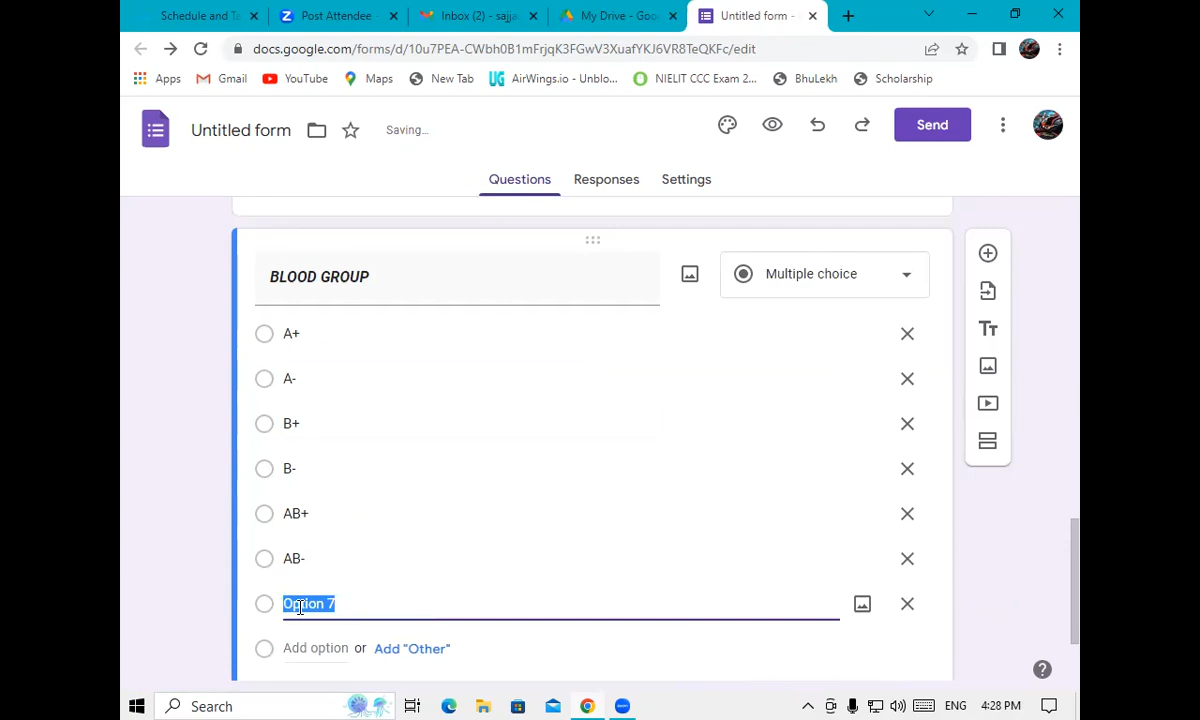 Schedule and Ta
Post Attendee
Inbox (2) - sajja
My Drive - Goo
Untitled form -
docs.google.com/forms/d/10u7PEA-CWbh0B1mFrjqK3FGwV3XuafYKJ6VR8TeQKFc/edit
Apps
Gmail
YouTube
Maps
New Tab
UG AirWings.io - Unblo...
NIELIT CCC Exam 2...
BhuLekh
Scholarship
Untitled form
Saving...
Send
Questions
Responses
Settings
BLOOD GROUP
Multiple choice
A+
A-
B+
B-
AB+
AB-
Option 7
Add option or Add "Other"
Search
ENG
4:28 PM